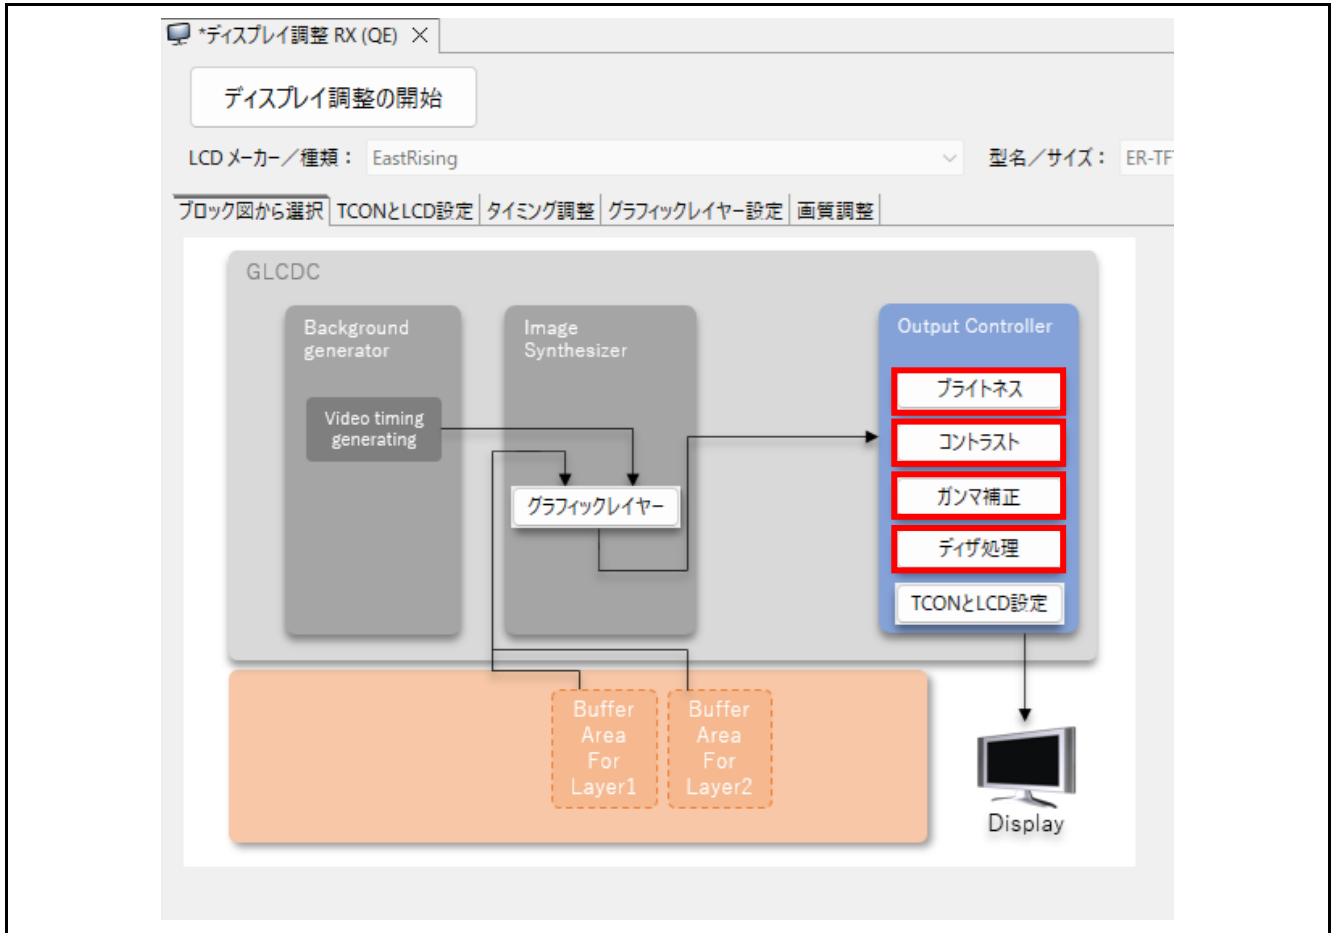 *ディスプレイ調整 RX (QE)
ディスプレイ調整の開始
LCD メーカー／種類： EastRising 型名／サイズ： ER-TF
ブロック図から選択 TCONとLCD設定 タイミング調整 グラフィックレイヤー設定 画質調整
GLCDC
Background
generator
Video timing
generating
Image
Synthesizer
グラフィックレイヤー
Output Controller
ブライトネス
コントラスト
ガンマ補正
ディザ処理
TCONとLCD設定
Buffer
Area
For
Layer1
Buffer
Area
For
Layer2
Display